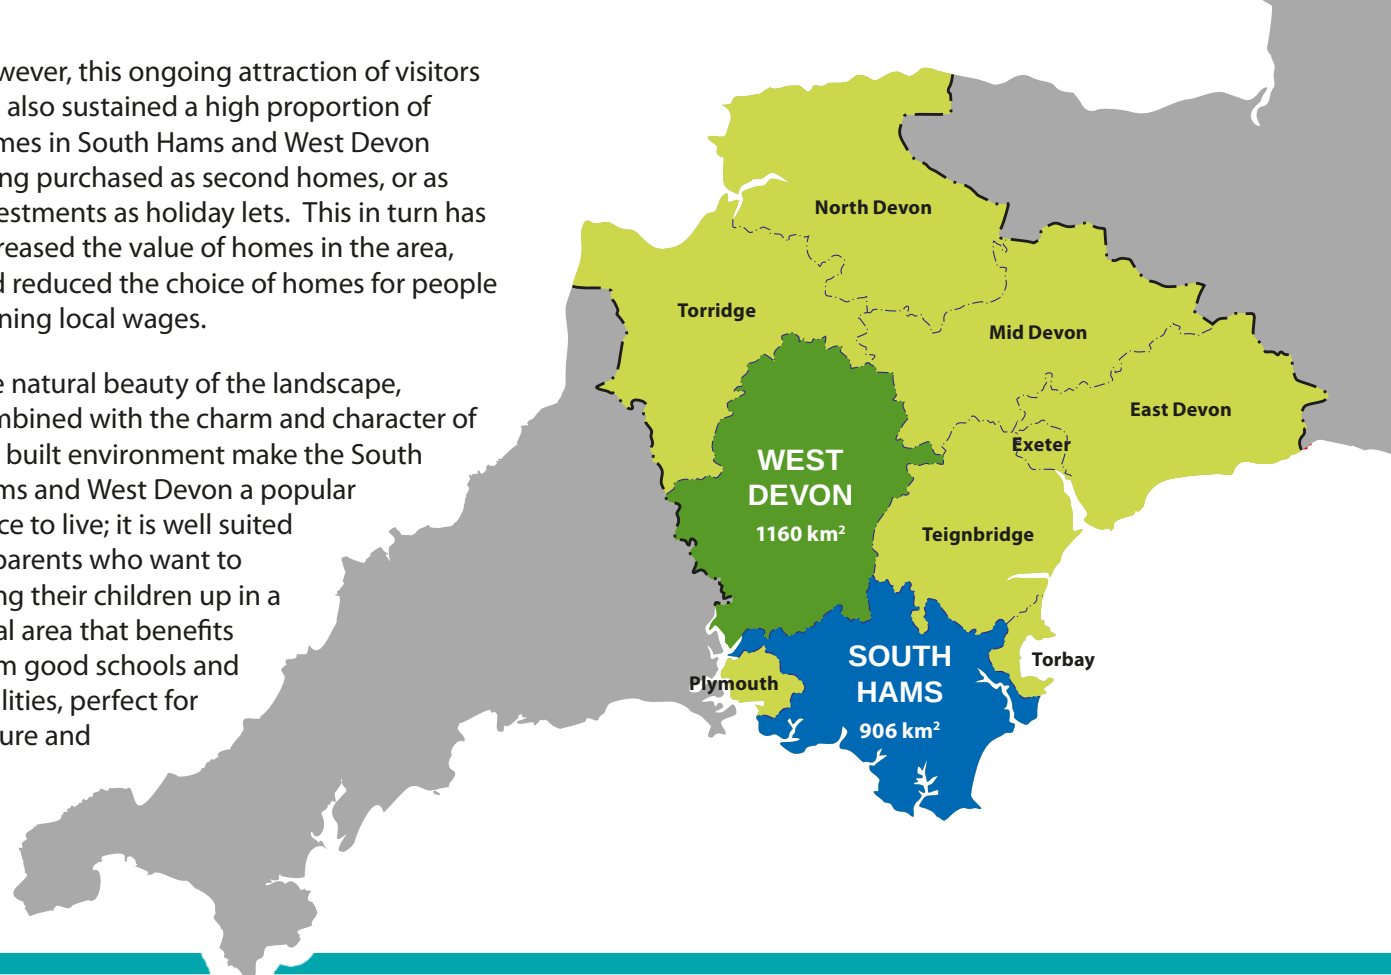 wever, this ongoing attraction of visitors
also sustained a high proportion of
mes in South Hams and West Devon
ng purchased as second homes, or as
estments as holiday lets. This in turn has
reased the value of homes in the area,
d reduced the choice of homes for people
ning local wages.
e natural beauty of the landscape,
mbined with the charm and character of
built environment make the South
ms and West Devon a popular
ce to live; it is well suited
parents who want to
ng their children up in a
al area that benefits
m good schools and
lities, perfect for
ure and
North Devon
Torridge
Mid Devon
East Devon
Exeter
WEST
DEVON
1160 km²
Teignbridge
SOUTH
HAMS
906 km²
Torbay
Plymouth